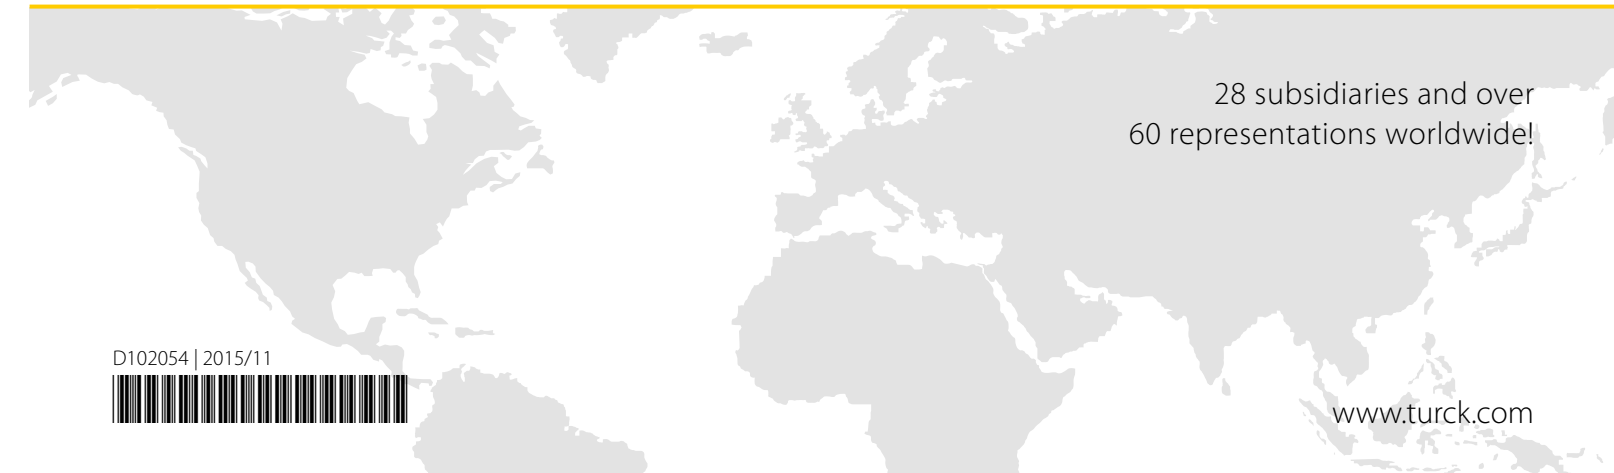 28 subsidiaries and over
60 representations worldwide!
D102054 | 2015/11
www.turck.com